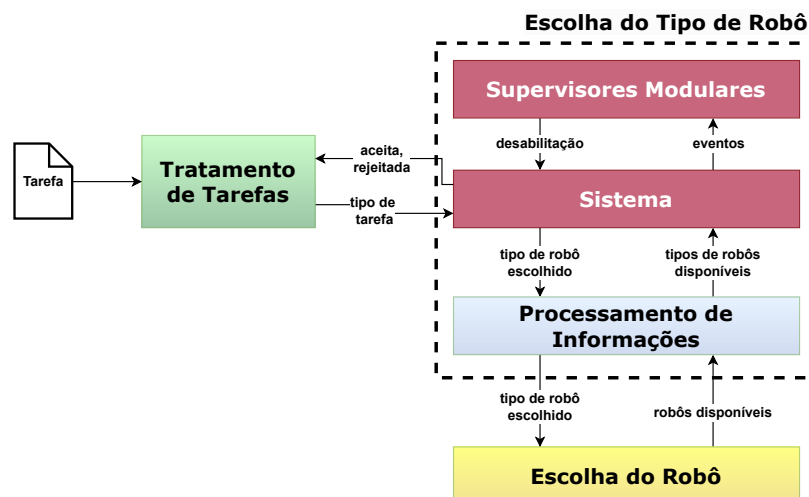 Escolha do Tipo de Robô
Supervisores Modulares
desabilitação
eventos
Tarefa
Tratamento
de Tarefas
aceita,
rejeitada
tipo de
tarefa
Sistema
tipo de robô
escolhido
tipos de robôs
disponíveis
Processamento de
Informações
tipo de robô
escolhido
robôs disponíveis
Escolha do Robô